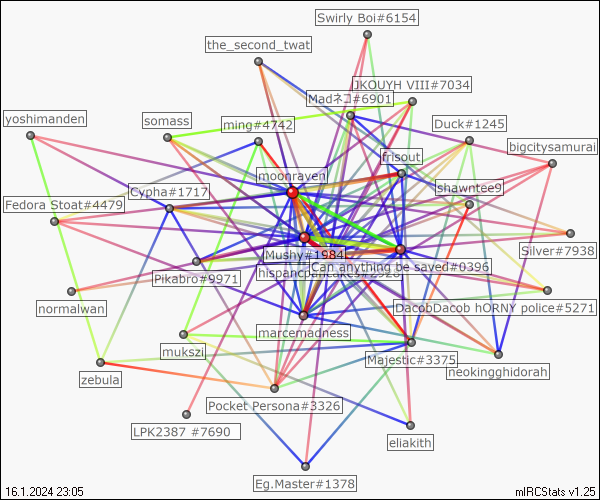 Swirly Boi#6154
the_second_twat
JKOUYH VIII#7034
Madネコ#6901
yoshimanden
somass
ming#4742
Duck#1245
bigcitysamurai
frisout
moonraven
Cypha#1717
shawntee9
Fedora Stoat#4479
Mushy#1984
Silver#7938
Can anything be saved#0396
Pikabro#9971
normalwan
DacobDacob hORNY police#5271
marcemadness
mukszi
Majestic#3375
neokingghidorah
zebula
Pocket Persona#3326
LPK2387 #7690
eliakith
Eg.Master#1378
16.1.2024 23:05
mIRCStats v1.25